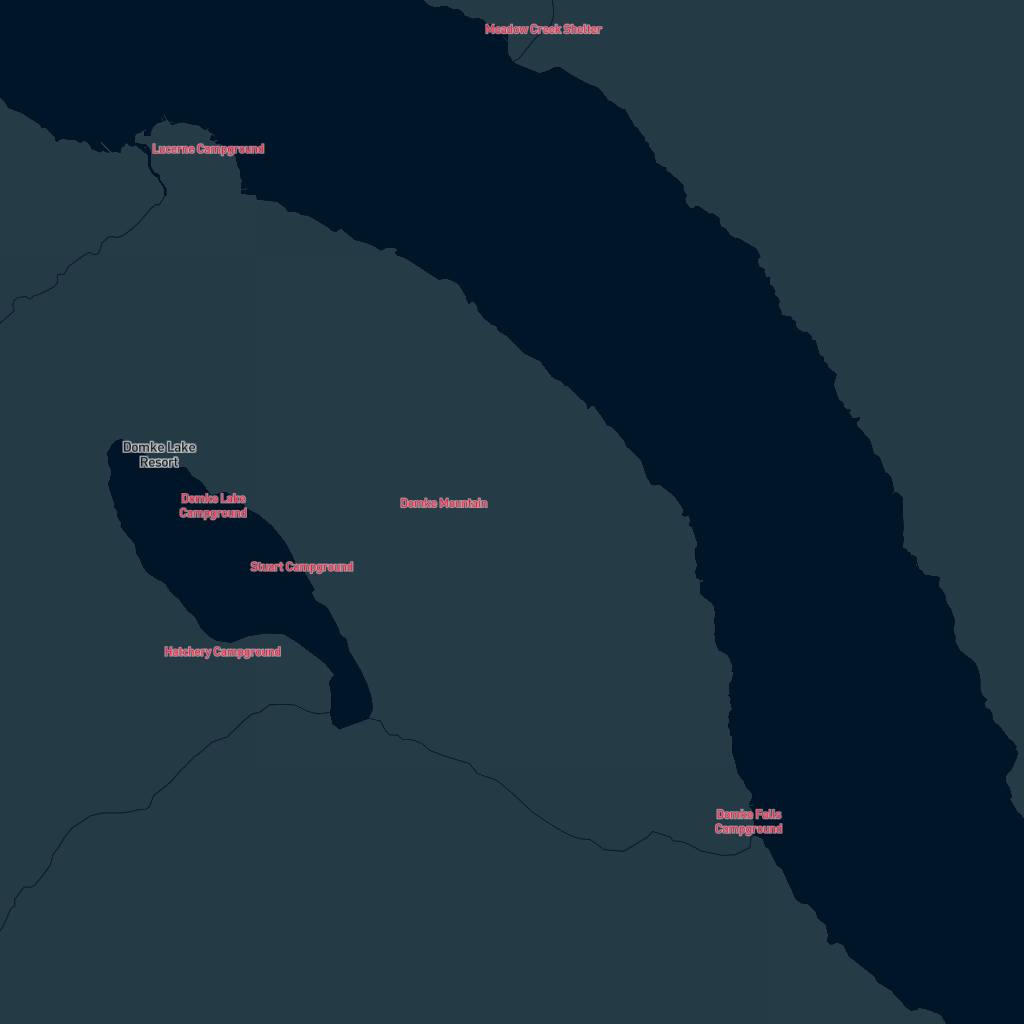 Meadow Creek Shelter
Lucerne Campground
Domke Lake
Resort
Domke Lake
Campground
Domke Mountain
Stuart Campground
Hatchery Campground
Domke Falls
Campground